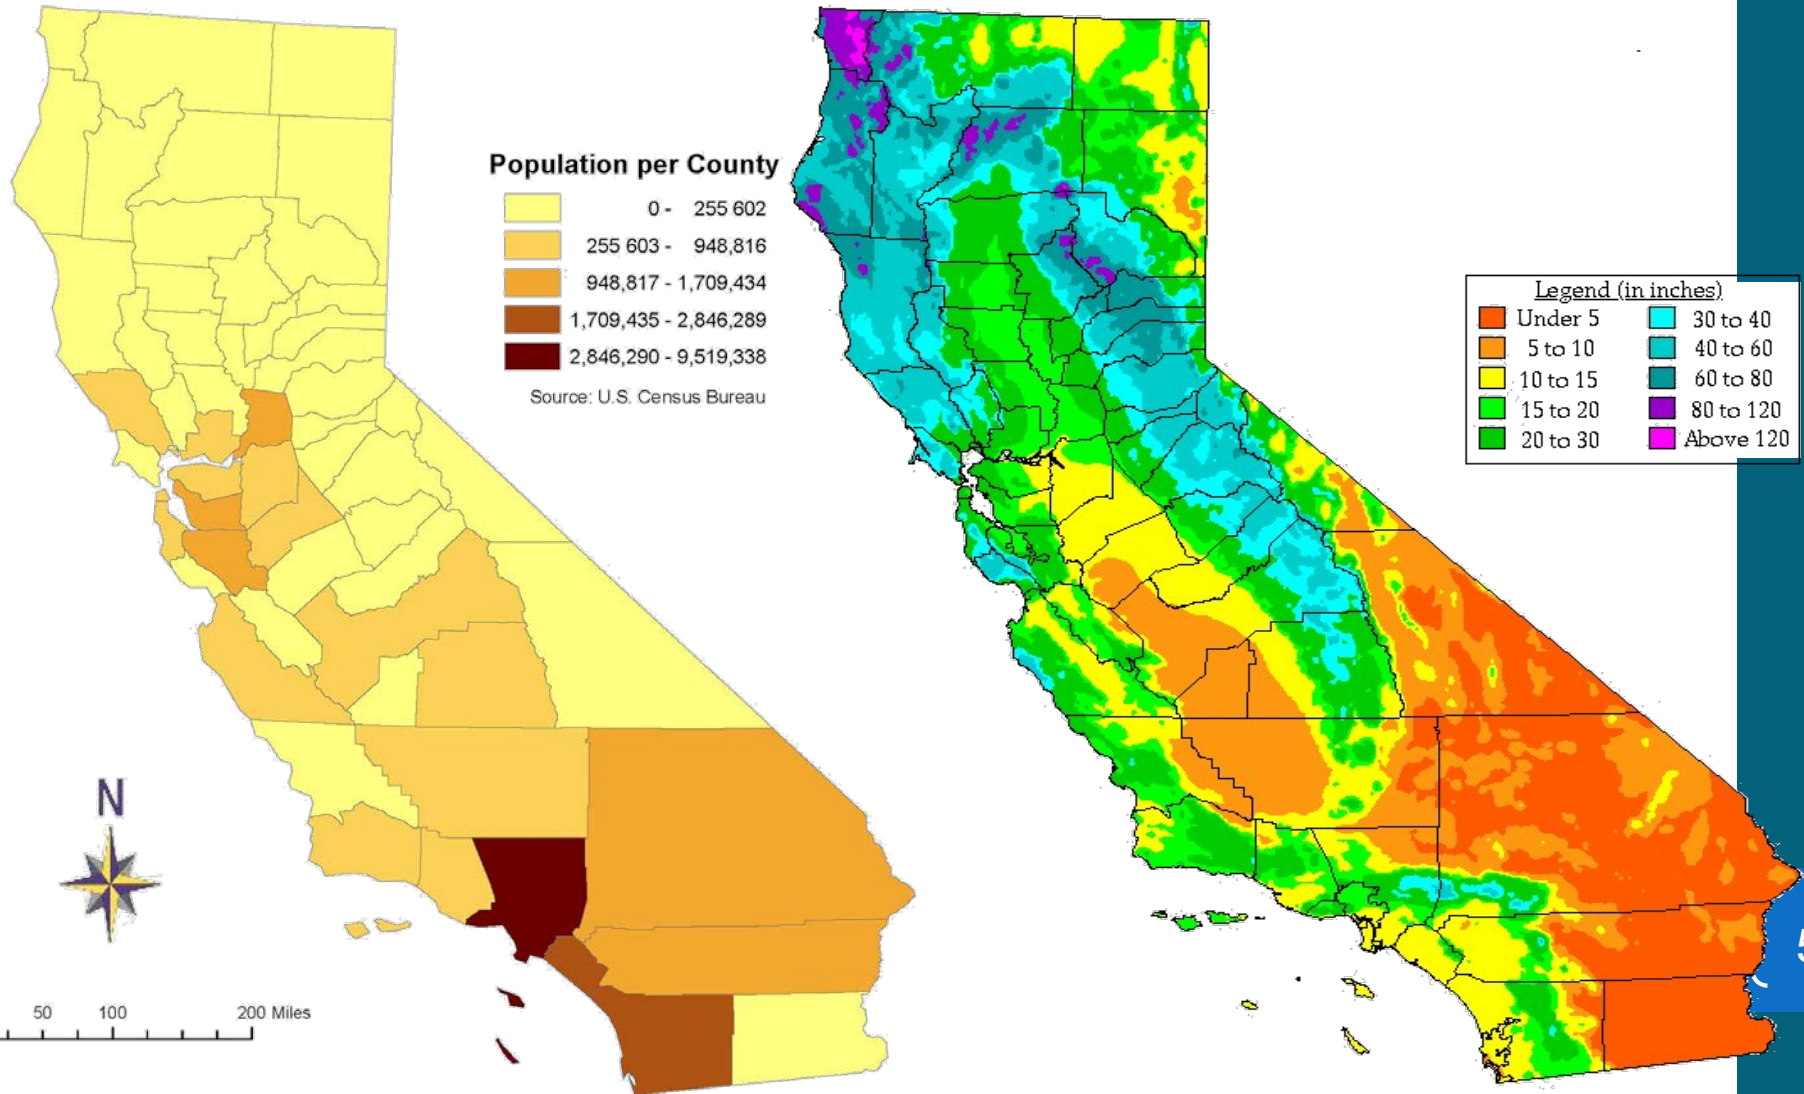 Population per County
0 - 255 602
255 603 - 948,816
948,817 - 1,709,434
1,709,435 - 2,846,289
2,846,290 - 9,519,338
Source: U.S. Census Bureau
N
50 100 200 Miles
Legend (in inches)
Under 5 30 to 40
5 to 10 40 to 60
10 to 15 60 to 80
15 to 20 80 to 120
20 to 30 Above 120
5